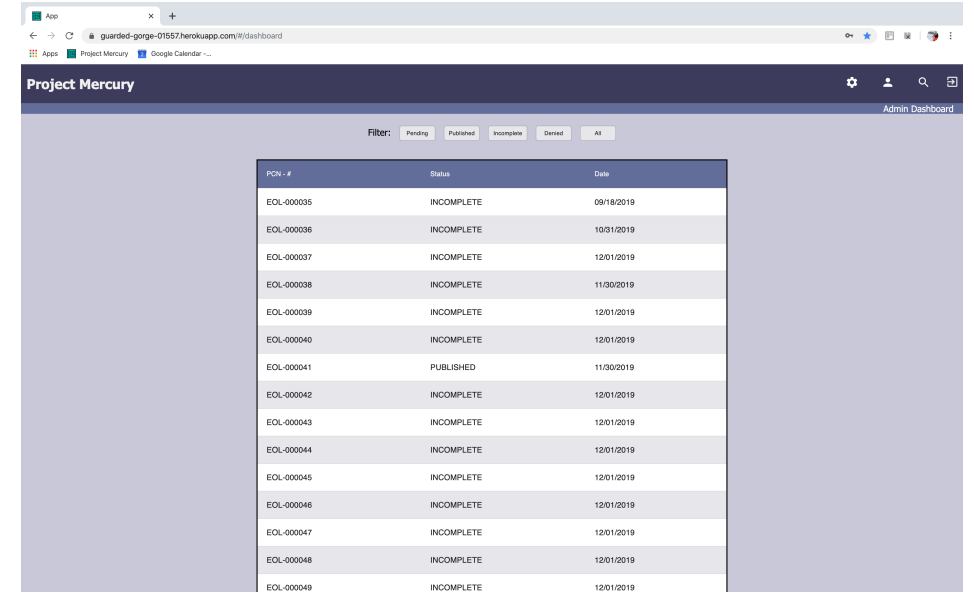 App
guarded-gorge-01557.herokuapp.com/#/dashboard
Apps Project Mercury Google Calendar -...
Project Mercury
Admin Dashboard
Filter: Pending Published Incomplete Denied All
PCN - # Status Date
EOL-000035 INCOMPLETE 09/18/2019
EOL-000036 INCOMPLETE 10/31/2019
EOL-000037 INCOMPLETE 12/01/2019
EOL-000038 INCOMPLETE 11/30/2019
EOL-000039 INCOMPLETE 12/01/2019
EOL-000040 INCOMPLETE 12/01/2019
EOL-000041 PUBLISHED 11/30/2019
EOL-000042 INCOMPLETE 12/01/2019
EOL-000043 INCOMPLETE 12/01/2019
EOL-000044 INCOMPLETE 12/01/2019
EOL-000045 INCOMPLETE 12/01/2019
EOL-000046 INCOMPLETE 12/01/2019
EOL-000047 INCOMPLETE 12/01/2019
EOL-000048 INCOMPLETE 12/01/2019
EOL-000049 INCOMPLETE 12/01/2019